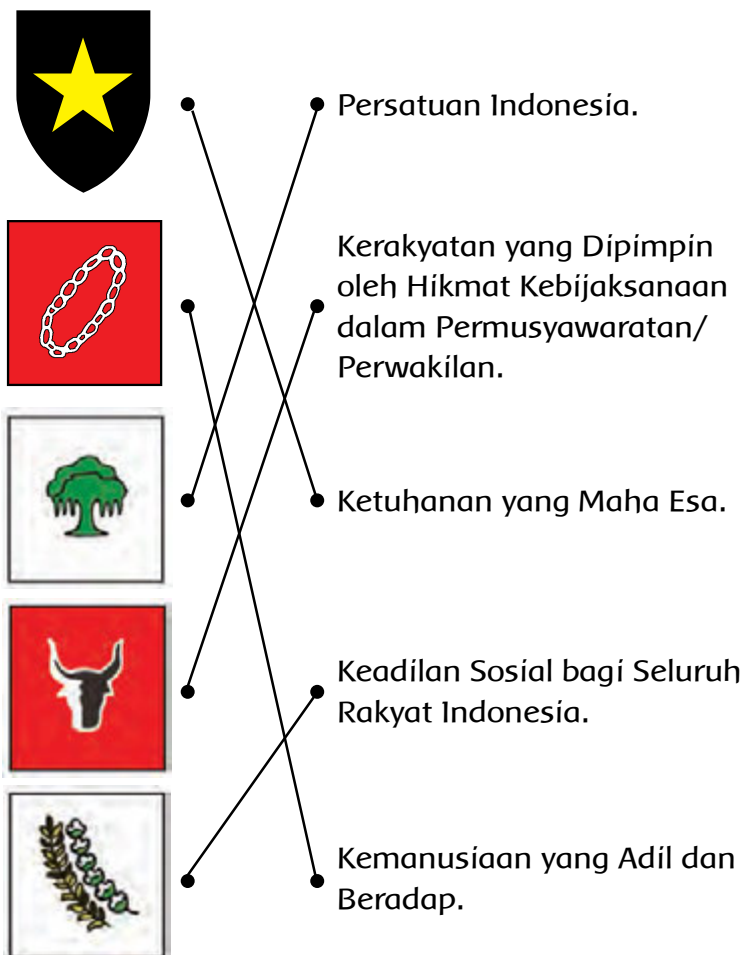 Persatuan Indonesia.
Kerakyatan yang Dipimpin
oleh Hikmat Kebijaksanaan
dalam Permusyawaratan/
Perwakilan.
Ketuhanan yang Maha Esa.
Keadilan Sosial bagi Seluruh
Rakyat Indonesia.
Kemanusiaan yang Adil dan
Beradap.